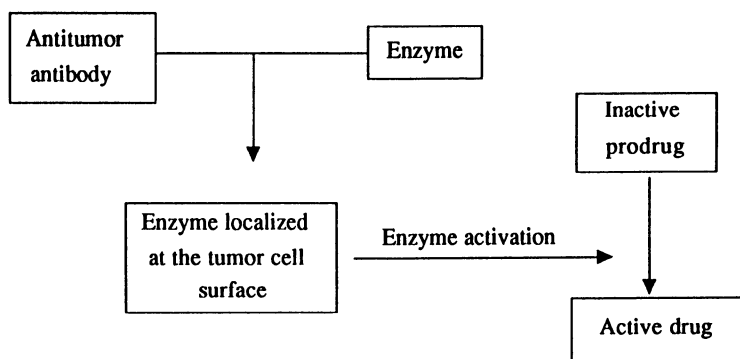 Antitumor
antibody
Enzyme
Inactive
prodrug
Enzyme localized
at the tumor cell
surface
Enzyme activation
Active drug